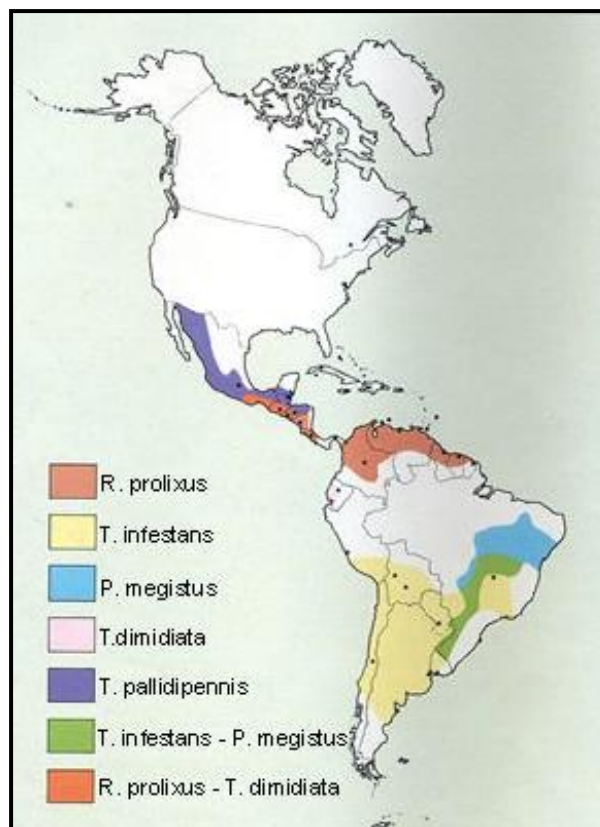 R. prolixus
T. infestans
P. megistus
T.dimidiata
T. pallidipennis
T. infestans - P. megistus
R. prolixus - T. dimidiata